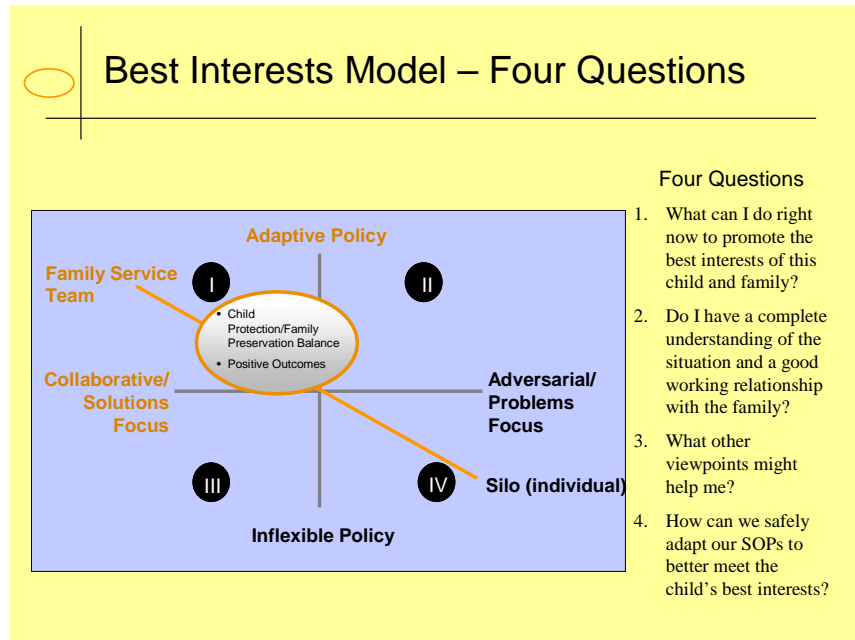 Best Interests Model – Four Questions
Adaptive Policy
Family Service
Team
I
II
• Child
Protection/Family
Preservation Balance
• Positive Outcomes
Collaborative/
Solutions
Focus
Adversarial/
Problems
Focus
III
IV
Silo (individual)
Inflexible Policy
Four Questions
1. What can I do right
now to promote the
best interests of this
child and family?
2. Do I have a complete
understanding of the
situation and a good
working relationship
with the family?
3. What other
viewpoints might
help me?
4. How can we safely
adapt our SOPs to
better meet the
child's best interests?